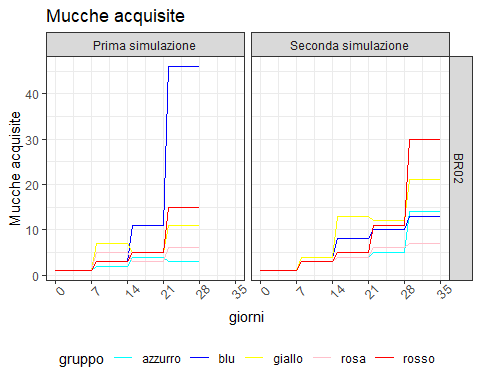 Mucche acquisite
Prima simulazione
Seconda simulazione
Mucche acquisite
40
30
20
10
0
BR02
0 7 14 21 28 35
0 7 14 21 28 35
giorni
gruppo azzurro blu giallo rosa rosso